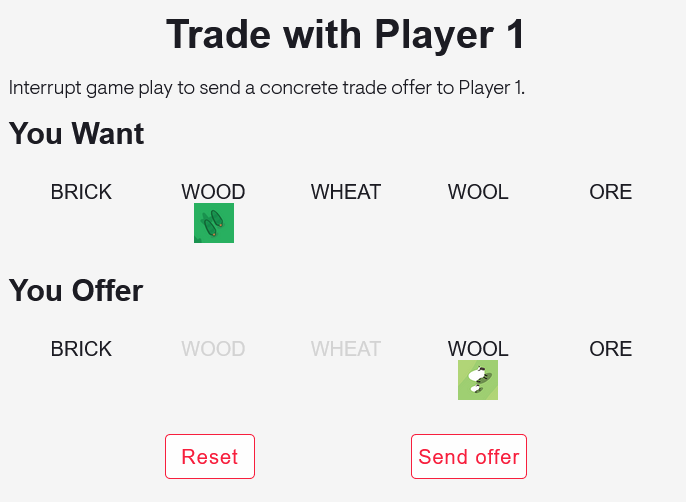 Trade with Player 1
Interrupt game play to send a concrete trade offer to Player 1.
You Want
BRICK WOOD WHEAT WOOL ORE
You Offer
BRICK WOOD WHEAT WOOL ORE
Reset Send offer